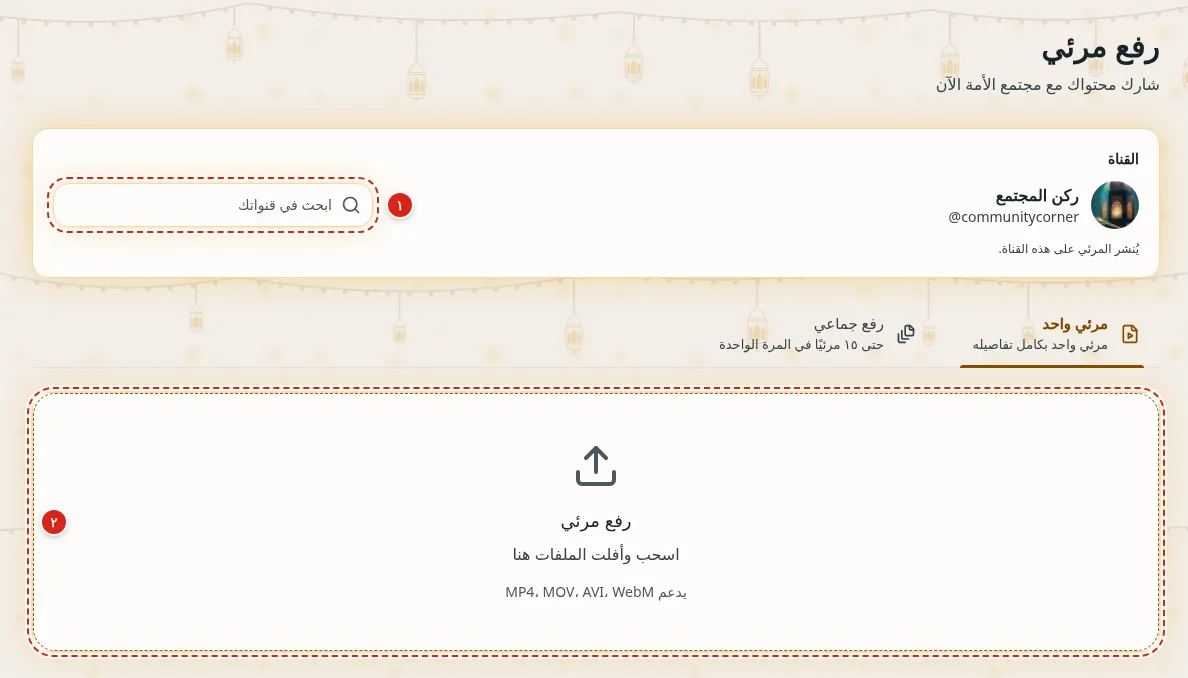 رفع مرئي
شارك محتواك مع مجتمع الأمة الآن
القناة
ركن المجتمع
@communitycorner
يُنشر المرئي على هذه القناة.
١
ابحث في قنواتك
مرئي واحد
مرئي واحد بكامل تفاصيله
رفع جماعي
حتى ١٥ مرئيًا في المرة الواحدة
٢
رفع مرئي
اسحب وأفلت الملفات هنا
يدعم MP4، MOV، AVI، WebM